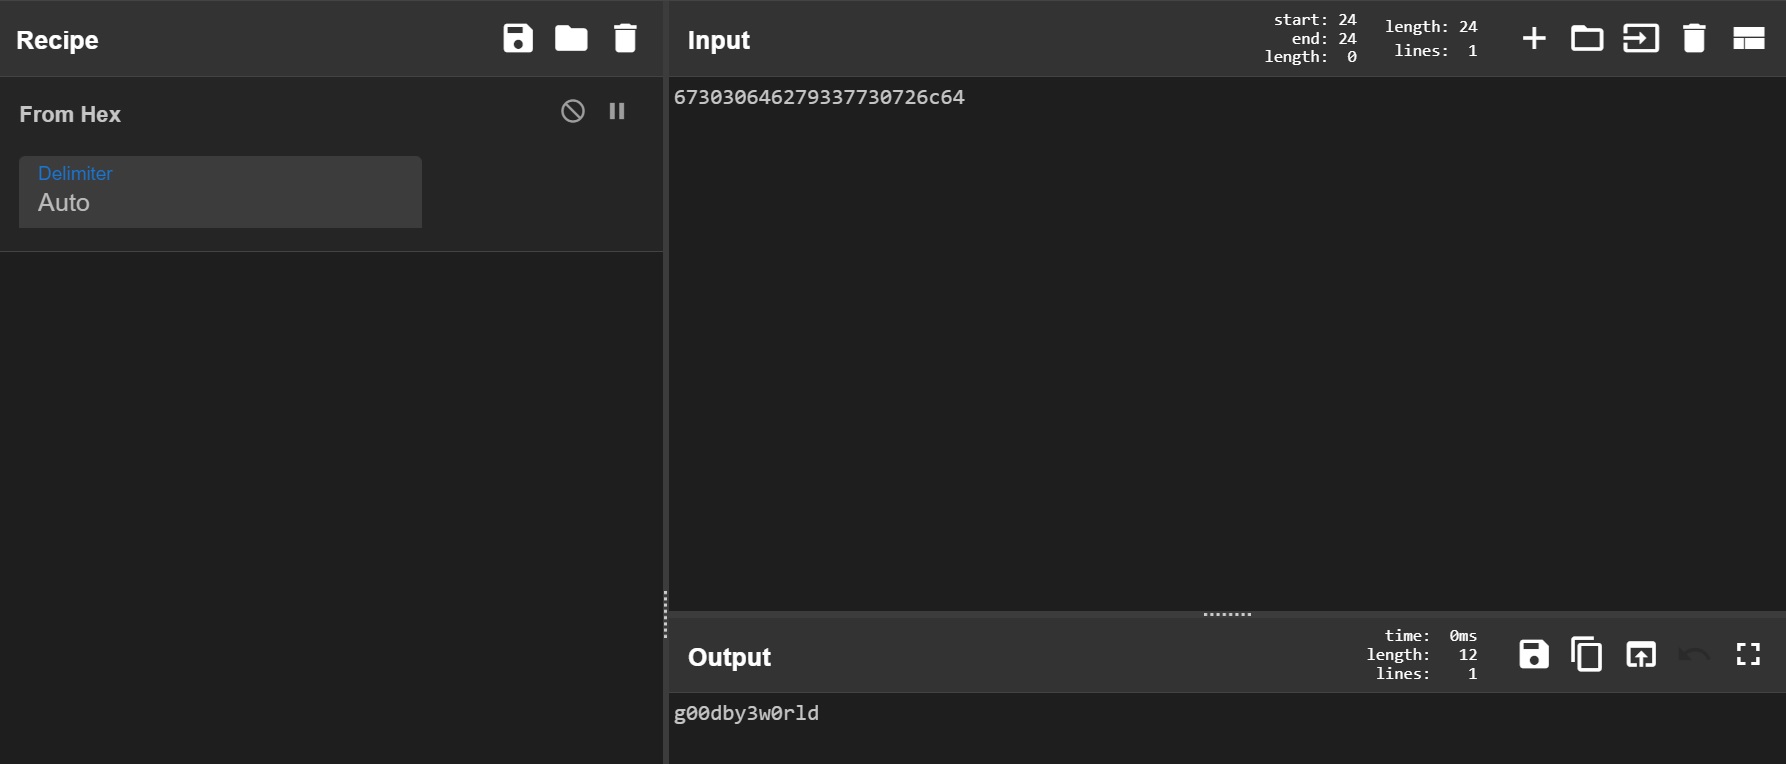 Recipe
From Hex
Delimiter
Auto
Input
start: 24
end: 24
length: 0
length: 24
lines: 1
673030646279337730726c64
Output
time: 0ms
length: 12
lines: 1
g00dby3w0rld